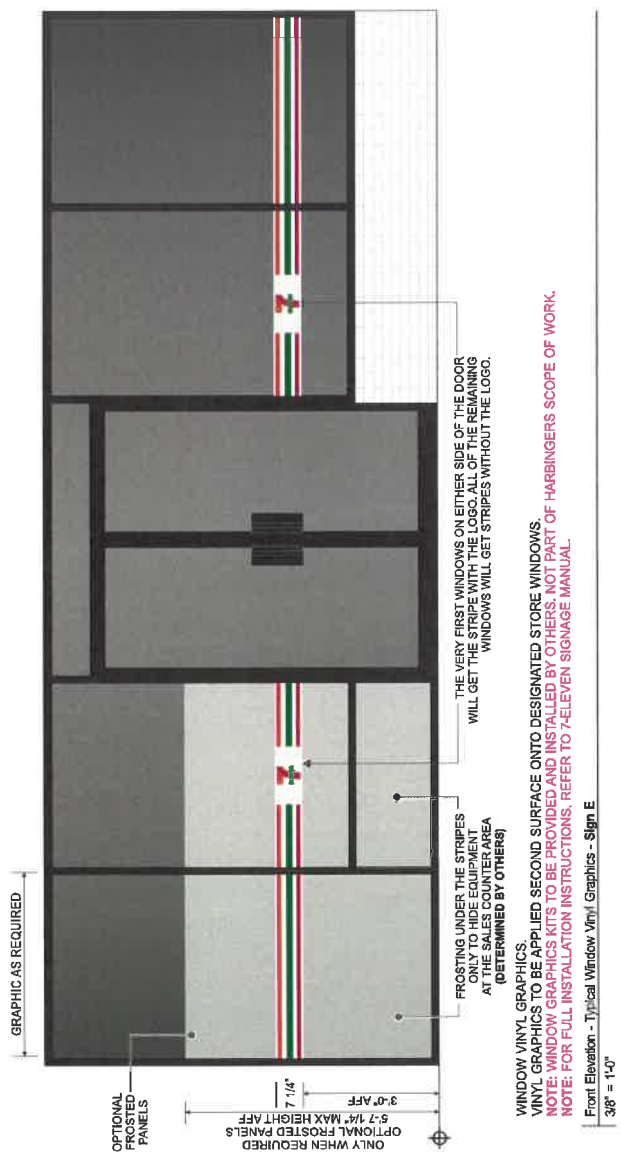 GRAPHIC AS REQUIRED
OPTIONAL
FROSTED
PANELS
ONLY WHEN REQUIRED
OPTIONAL FROSTED PANELS
5'-7 1/4" MAX HEIGHT AFF
3'-0" AFF
7 1/4"
FROSTING UNDER THE STRIPES
ONLY TO HIDE EQUIPMENT
AT THE SALES COUNTER AREA
(DETERMINED BY OTHERS)
THE VERY FIRST WINDOWS ON EITHER SIDE OF THE DOOR
WILL GET THE STRIPE WITH THE LOGO. ALL OF THE REMAINING
WINDOWS WILL GET STRIPES WITHOUT THE LOGO.
WINDOW VINYL GRAPHICS.
VINYL GRAPHICS TO BE APPLIED SECOND SURFACE ONTO DESIGNATED STORE WINDOWS.
NOTE: WINDOW GRAPHICS KITS TO BE PROVIDED AND INSTALLED BY OTHERS. NOT PART OF HARBINGERS SCOPE OF WORK.
NOTE: FOR FULL INSTALLATION INSTRUCTIONS, REFER TO 7-ELEVEN SIGNAGE MANUAL.
Front Elevation - Typical Window Vinyl Graphics - Sign E
3/8" = 1'-0"